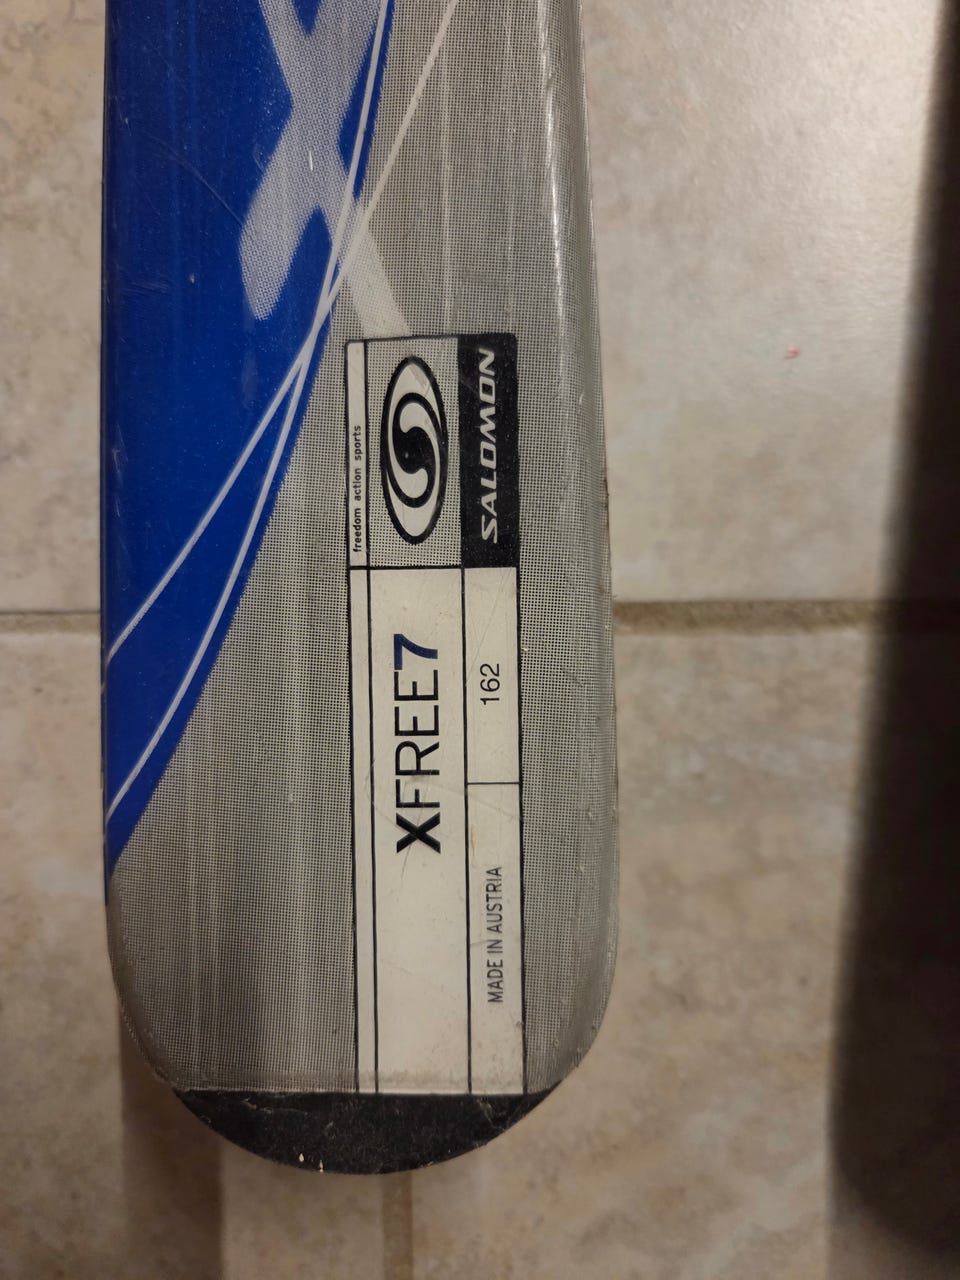 freedom action sports
SALOMON
XFREE7
162
MADE IN AUSTRIA